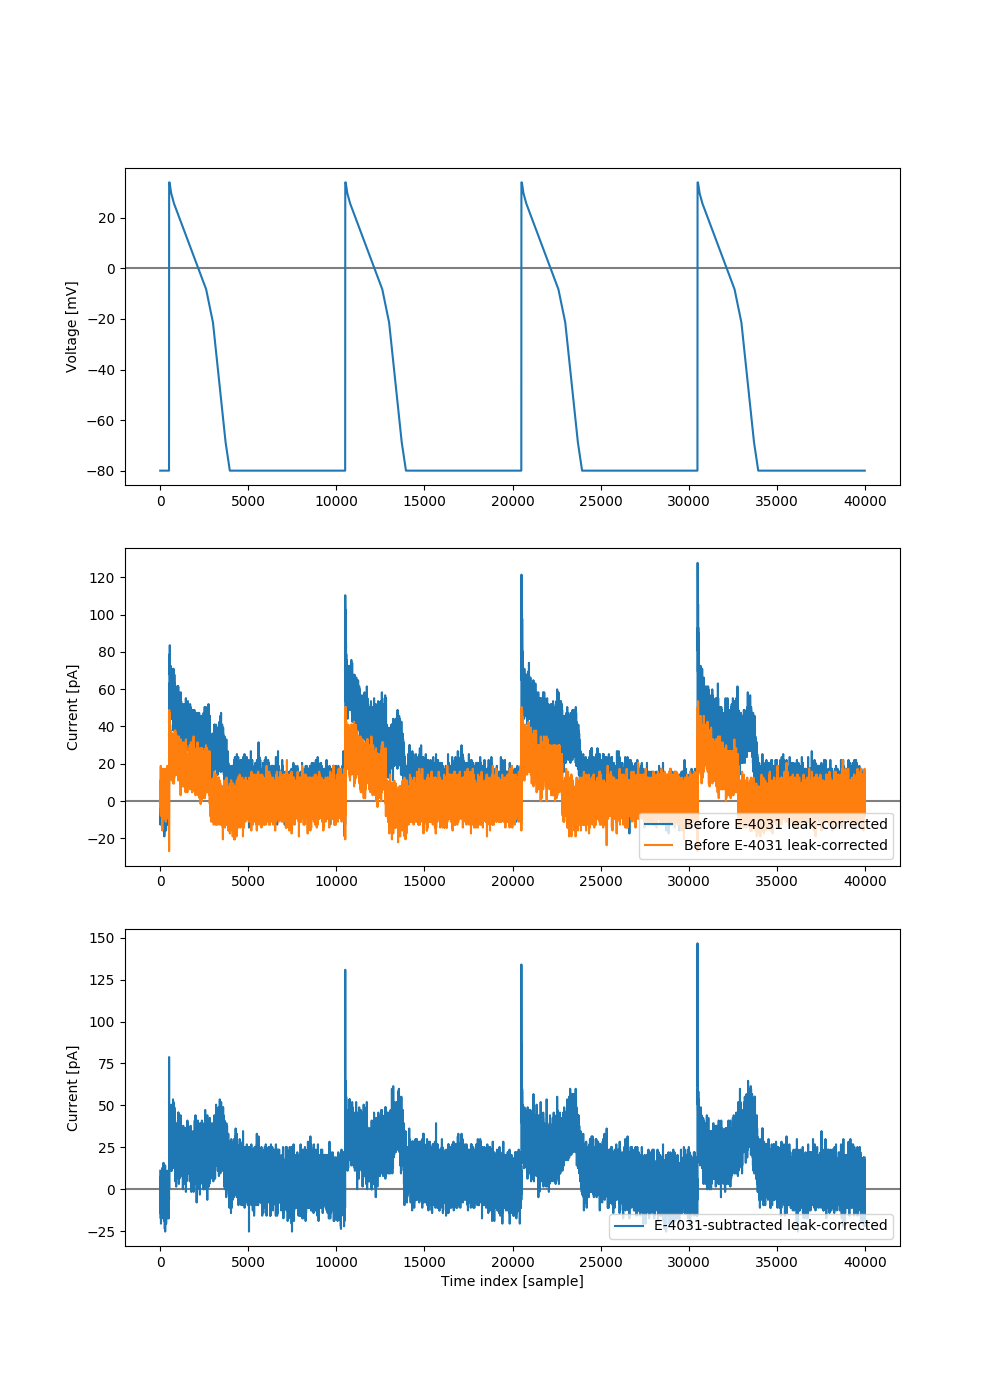 20
0
−20
−40
−60
−80
Voltage [mV]
0 5000 10000 15000 20000 25000 30000 35000 40000
120
100
80
60
40
20
0
−20
Current [pA]
Before E-4031 leak-corrected
Before E-4031 leak-corrected
0 5000 10000 15000 20000 25000 30000 35000 40000
150
125
100
75
50
25
0
−25
Current [pA]
E-4031-subtracted leak-corrected
0 5000 10000 15000 20000 25000 30000 35000 40000
Time index [sample]